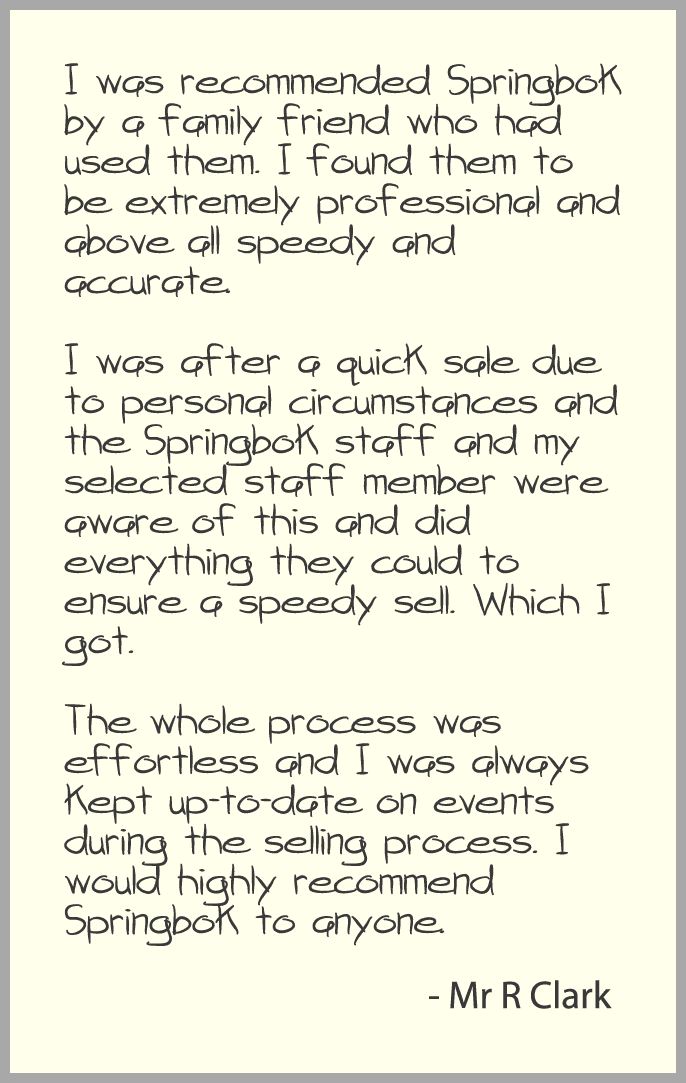 I was recommended Springbok
by a family friend who had
used them. I found them to
be extremely professional and
above all speedy and
accurate.
I was after a quick sale due
to personal circumstances and
the Springbok staff and my
selected staff member were
aware of this and did
everything they could to
ensure a speedy sell. Which I
got.
The whole process was
effortless and I was always
kept up-to-date on events
during the selling process. I
would highly recommend
Springbok to anyone.
- Mr R Clark